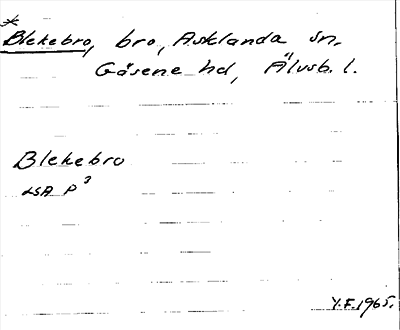 *
Blekebro, bro, Asklanda sn.
Gäsene hd, Älvsb. l.
Blekebro
LSA P³
Y.F. 1965.